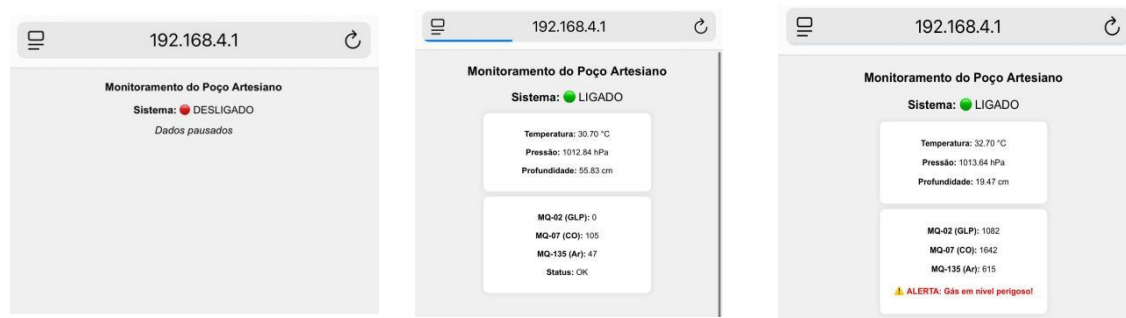 192.168.4.1
Monitoramento do Poço Artesiano
Sistema: 🔴 DESLIGADO
Dados pausados
192.168.4.1
Monitoramento do Poço Artesiano
Sistema: 🟢 LIGADO
Temperatura: 30.70 °C
Pressão: 1012.84 hPa
Profundidade: 55.83 cm
MQ-02 (GLP): 0
MQ-07 (CO): 105
MQ-135 (Ar): 47
Status: OK
192.168.4.1
Monitoramento do Poço Artesiano
Sistema: 🟢 LIGADO
Temperatura: 32.70 °C
Pressão: 1013.64 hPa
Profundidade: 19.47 cm
MQ-02 (GLP): 1082
MQ-07 (CO): 1642
MQ-135 (Ar): 615
⚠️ ALERTA: Gás em nível perigoso!